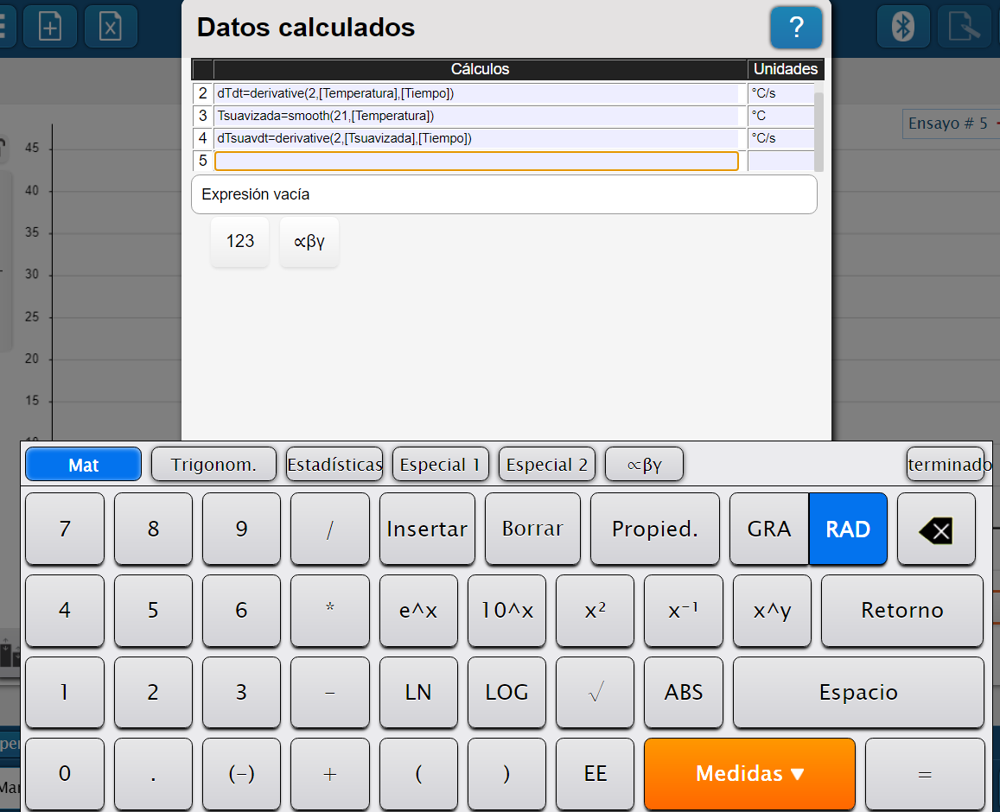 Datos calculados
?
Cálculos Unidades
2 dTdt=derivative(2,[Temperatura],[Tiempo]) °C/s
3 Tsuavizada=smooth(21,[Temperatura]) °C
4 dTsuavdt=derivative(2,[Tsuavizada],[Tiempo]) °C/s
5
Expresión vacía
123 ∝βγ
Ensayo # 5
45
40
35
30
25
20
15
Mat Trigonom. Estadísticas Especial 1 Especial 2 ∝βγ terminado
7 8 9 / Insertar Borrar Propied. GRA RAD
4 5 6 * e^x 10^x x² x⁻¹ x^y Retorno
1 2 3 − LN LOG √ ABS Espacio
0 . (−) + ( ) EE Medidas ▼ =